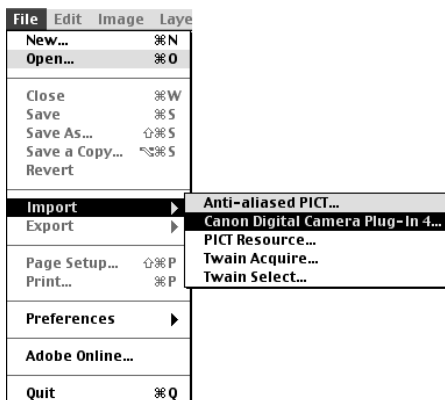 File Edit Image Laye
New... ⌘N
Open... ⌘O
Close ⌘W
Save ⌘S
Save As... ⇧⌘S
Save a Copy... ⌥⌘S
Revert
Import ▶
Export ▶
Page Setup... ⇧⌘P
Print... ⌘P
Preferences ▶
Adobe Online...
Quit ⌘Q
Anti-aliased PICT...
Canon Digital Camera Plug-In 4...
PICT Resource...
Twain Acquire...
Twain Select...